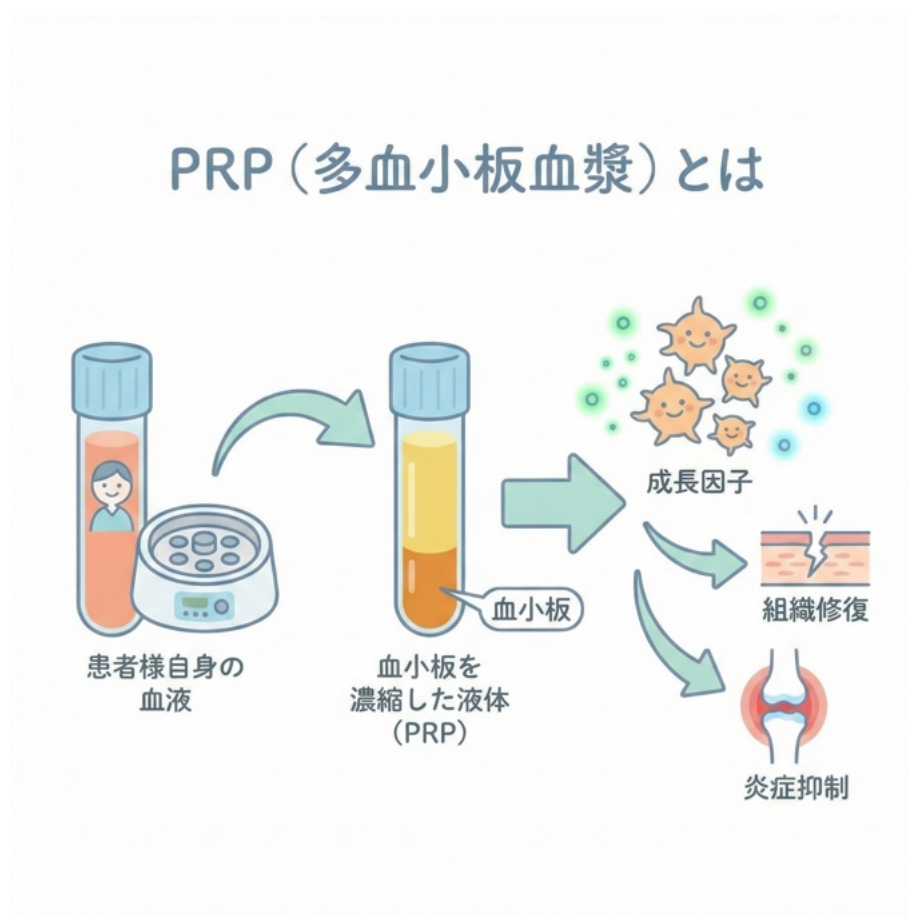 PRP（多血小板血漿）とは
患者様自身の
血液
血小板を
濃縮した液体
（PRP）
血小板
成長因子
組織修復
炎症抑制